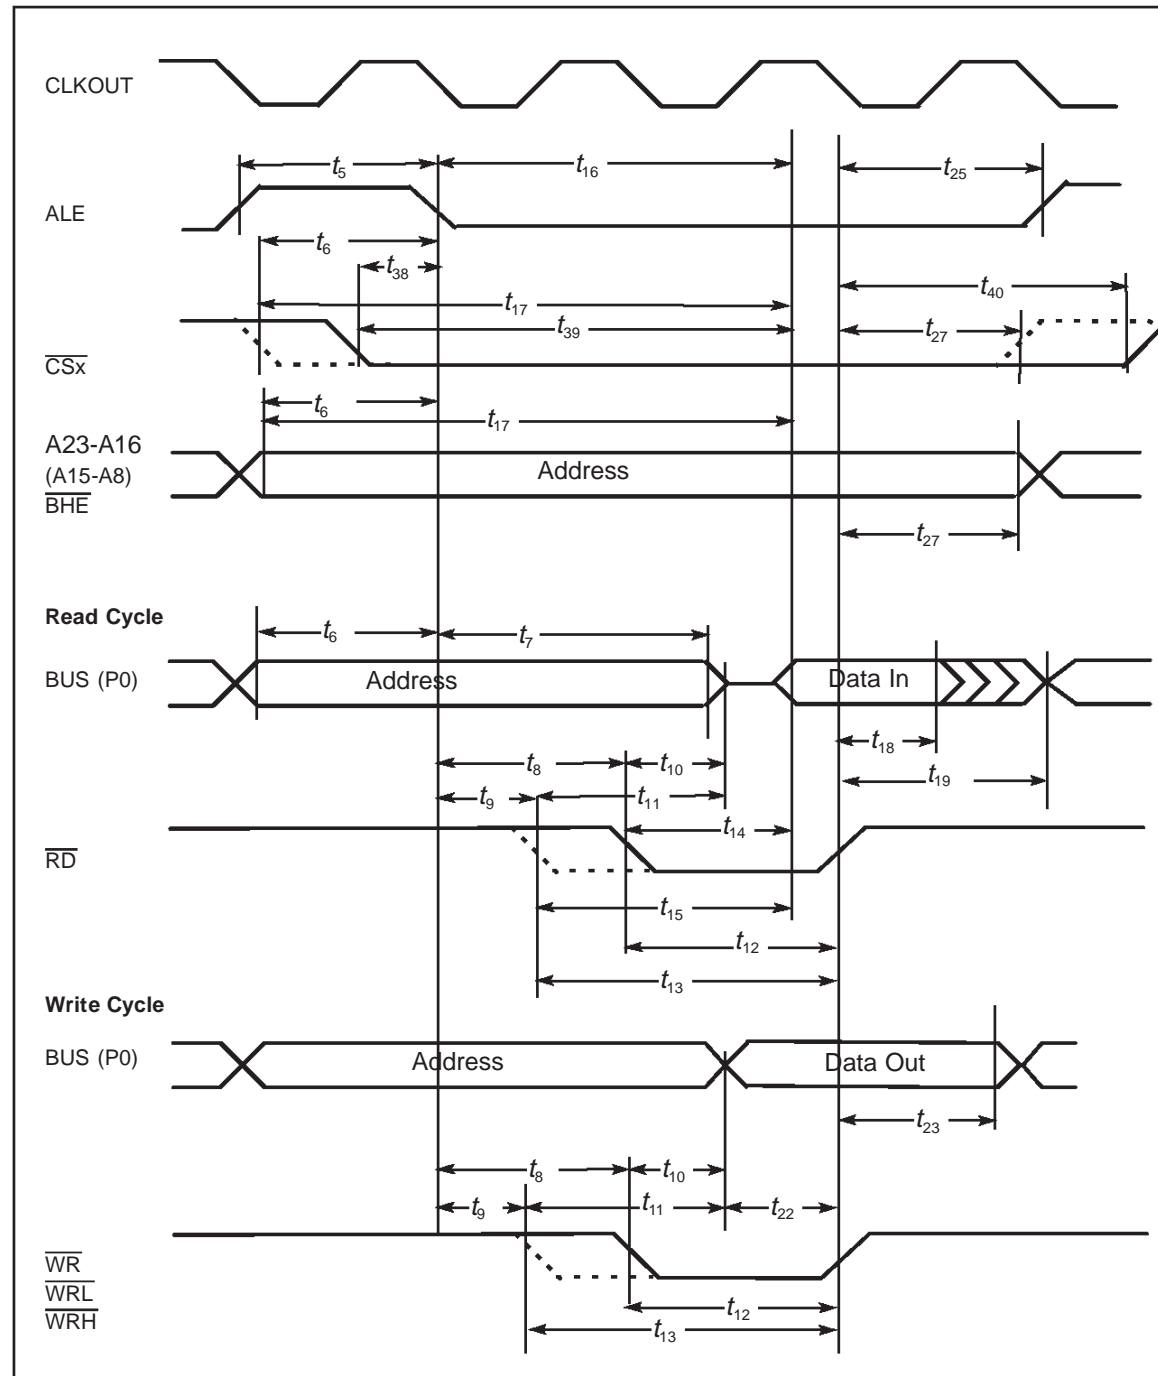 CLKOUT
t5 t16 t25
ALE
t6
t38
t17 t40
t39 t27
CSx
t6
t17
A23-A16
(A15-A8) Address
BHE
t27
Read Cycle
t6 t7
BUS (P0) Address Data In
t18
t8 t10 t19
t9 t11
t14
RD
t15
t12
t13
Write Cycle
BUS (P0) Address Data Out
t23
t8 t10
t9 t11 t22
WR
WRL
t12
WRH
t13